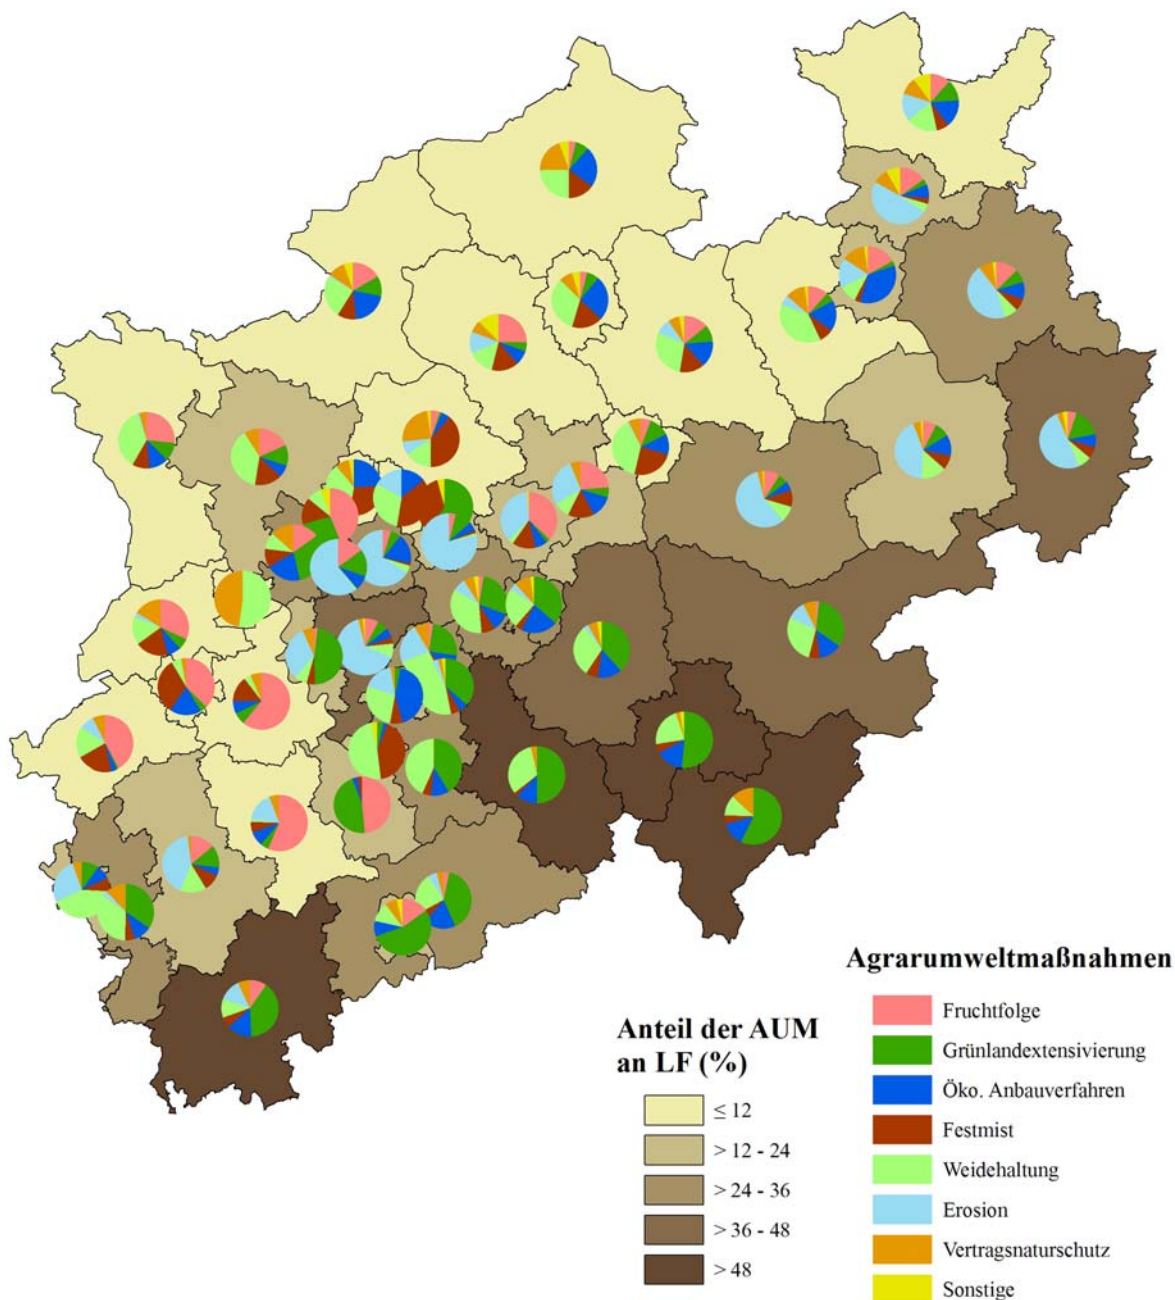 Agrarumweltmaßnahmen
Fruchtfolge
Grünlandextensivierung
Öko. Anbauverfahren
Festmist
Weidehaltung
Erosion
Vertragsnaturschutz
Sonstige
Anteil der AUM
an LF (%)
≤ 12
> 12 - 24
> 24 - 36
> 36 - 48
> 48